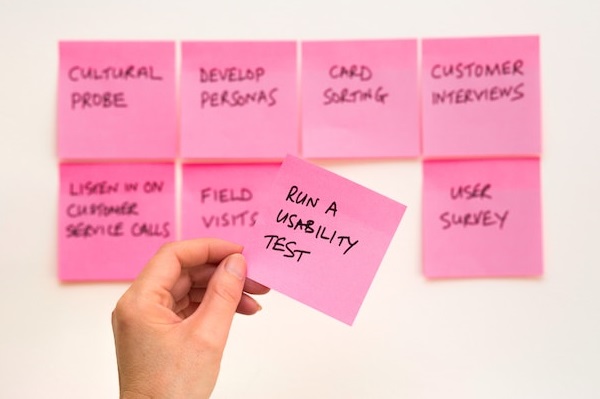 CULTURAL
PROBE
DEVELOP
PERSONAS
CARD
SORTING
CUSTOMER
INTERVIEWS
LISTEN IN ON
CUSTOMER
SERVICE CALLS
FIELD
VISITS
RUN A
USABILITY
TEST
USER
SURVEY